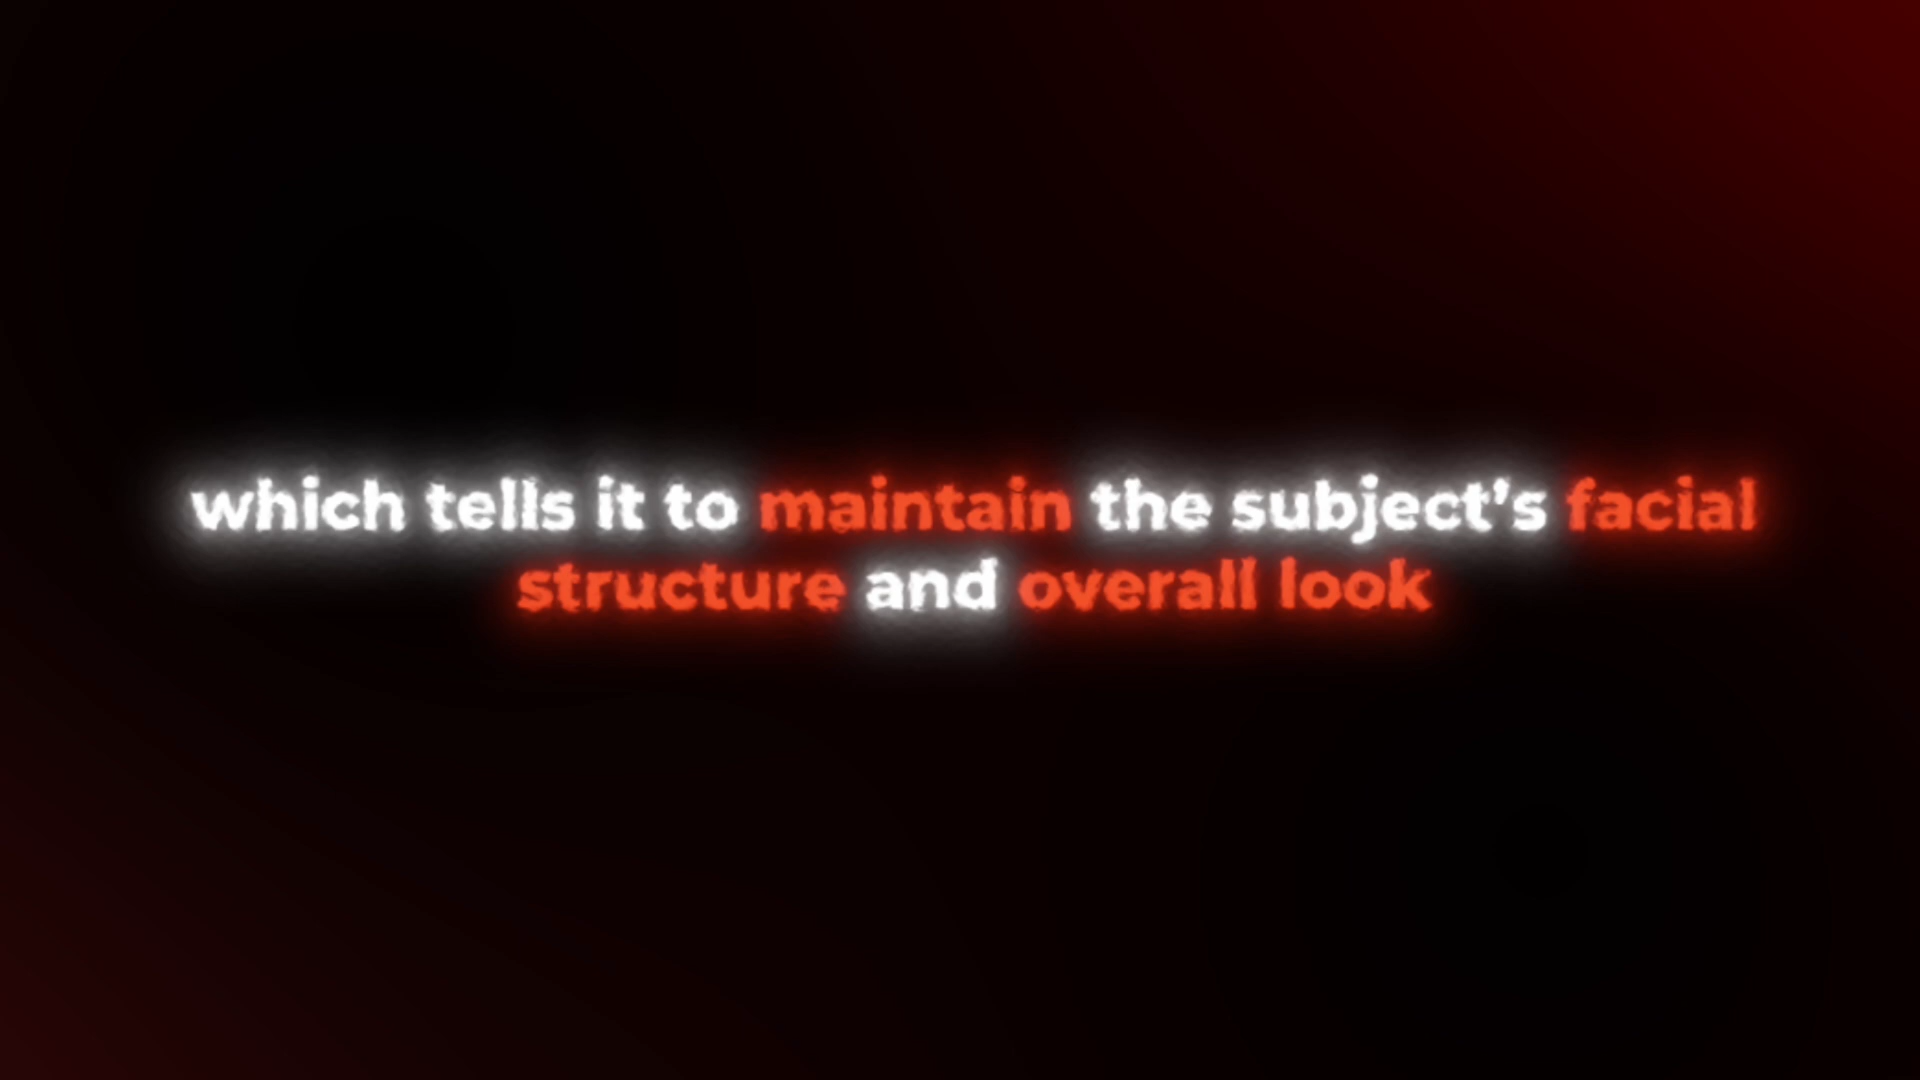 which tells it to maintain the subject's facial
structure and overall look